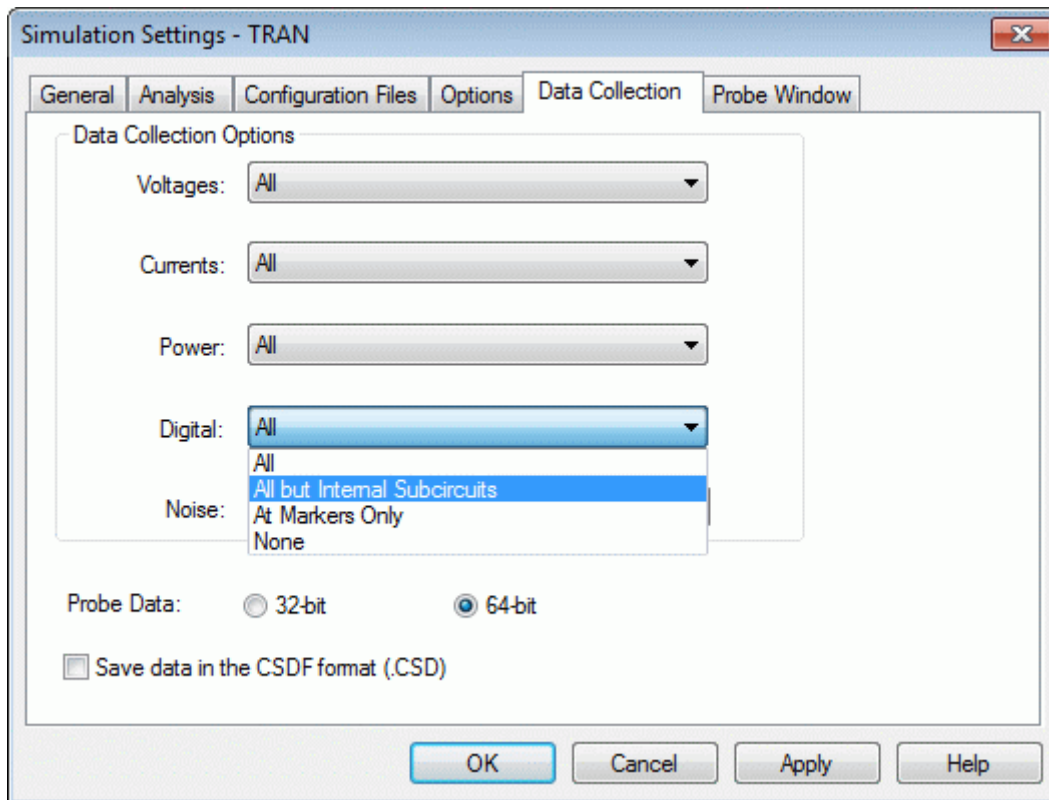 Simulation Settings - TRAN
General Analysis Configuration Files Options Data Collection Probe Window
Data Collection Options
Voltages: All
Currents: All
Power: All
Digital: All
All
All but Internal Subcircuits
Noise:
At Markers Only
None
Probe Data: 32-bit 64-bit
Save data in the CSDF format (.CSD)
OK Cancel Apply Help